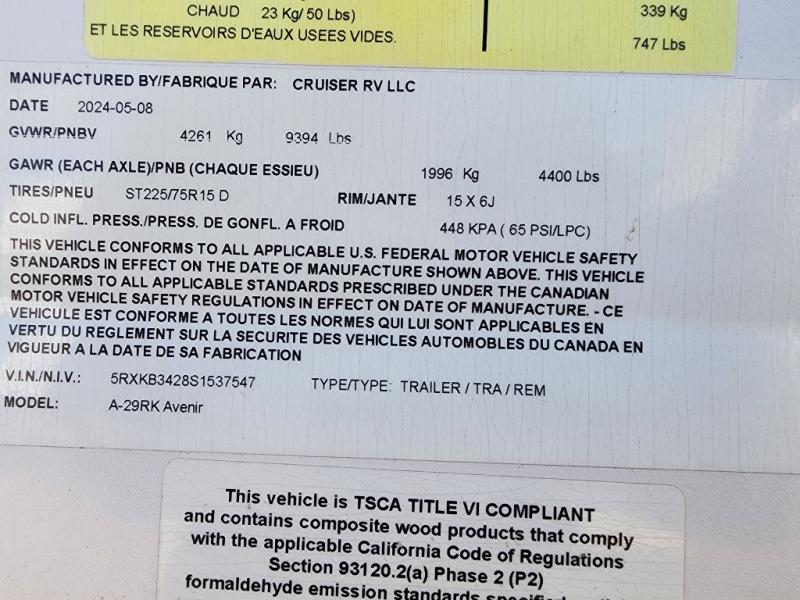 CHAUD 23 Kg/ 50 Lbs)
ET LES RESERVOIRS D'EAUX USEES VIDES.
339 Kg
747 Lbs
MANUFACTURED BY/FABRIQUE PAR: CRUISER RV LLC
DATE 2024-05-08
GVWR/PNBV 4261 Kg 9394 Lbs
GAWR (EACH AXLE)/PNB (CHAQUE ESSIEU) 1996 Kg 4400 Lbs
TIRES/PNEU ST225/75R15 D RIM/JANTE 15 X 6J
COLD INFL. PRESS./PRESS. DE GONFL. A FROID 448 KPA ( 65 PSI/LPC)
THIS VEHICLE CONFORMS TO ALL APPLICABLE U.S. FEDERAL MOTOR VEHICLE SAFETY
STANDARDS IN EFFECT ON THE DATE OF MANUFACTURE SHOWN ABOVE. THIS VEHICLE
CONFORMS TO ALL APPLICABLE STANDARDS PRESCRIBED UNDER THE CANADIAN
MOTOR VEHICLE SAFETY REGULATIONS IN EFFECT ON DATE OF MANUFACTURE. - CE
VEHICULE EST CONFORME A TOUTES LES NORMES QUI LUI SONT APPLICABLES EN
VERTU DU REGLEMENT SUR LA SECURITE DES VEHICLES AUTOMOBILES DU CANADA EN
VIGUEUR A LA DATE DE SA FABRICATION
V.I.N./N.I.V.: 5RXKB3428S1537547 TYPE/TYPE: TRAILER / TRA / REM
MODEL: A-29RK Avenir
This vehicle is TSCA TITLE VI COMPLIANT
and contains composite wood products that comply
with the applicable California Code of Regulations
Section 93120.2(a) Phase 2 (P2)
formaldehyde emission standards specified